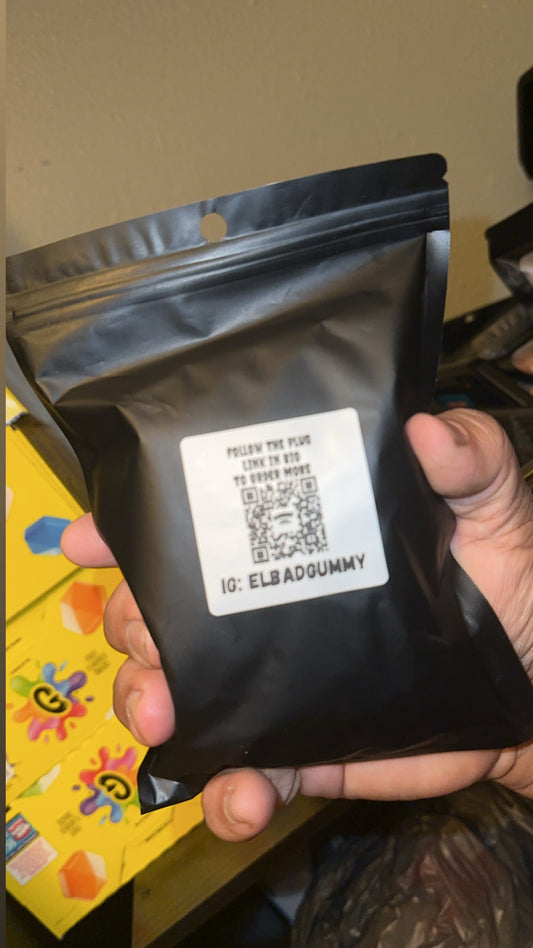 FOLLOW THE PLUG
LINK IN BIO
TO ORDER MORE
IG: ELBADGUMMY
G
G